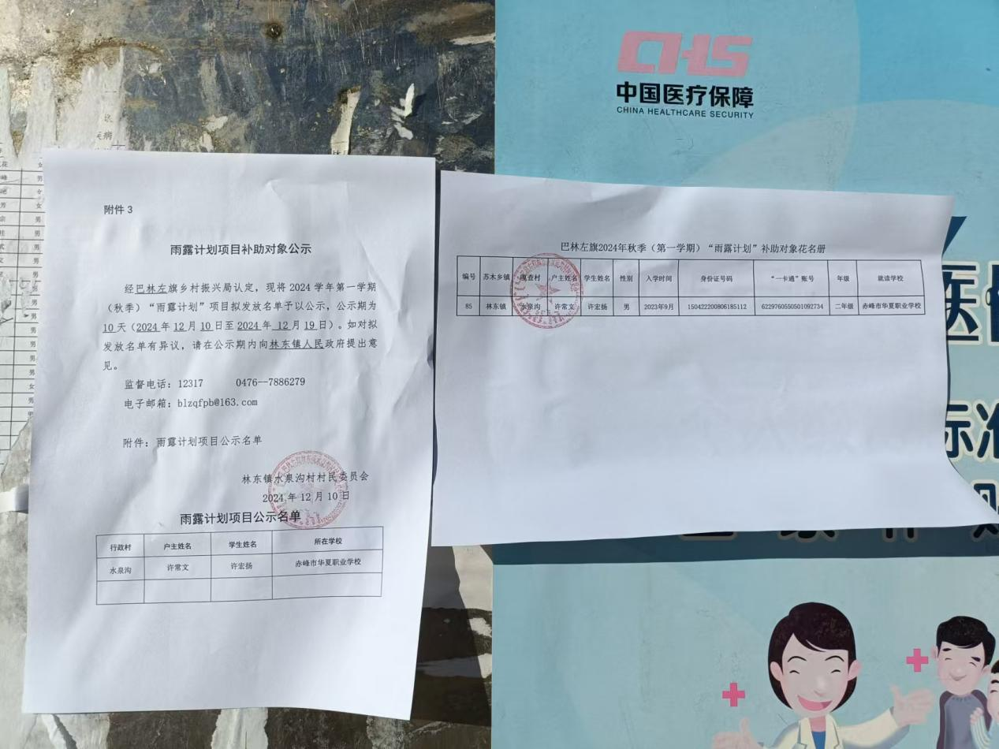 附件 3
雨露计划项目补助对象公示
经巴林左旗乡村振兴局认定，现将 2024 学年第一学期
（秋季）“雨露计划”项目拟发放名单予以公示，公示期为
10 天（2024 年 12 月 10 日至 2024 年 12 月 19 日）。如对拟
发放名单有异议，请在公示期内向林东镇人民政府提出意
见。
监督电话：12317 0476--7886279
电子邮箱：blzqfpb@163.com
附件：雨露计划项目公示名单
林东镇水泉沟村村民委员会
2024 年 12 月 10 日
雨露计划项目公示名单
行政村 户主姓名 学生姓名 所在学校
水泉沟 许常文 许宏扬 赤峰市华夏职业学校
巴林左旗2024年秋季（第一学期）“雨露计划”补助对象花名册
编号 苏木乡镇 嘎查村 户主姓名 学生姓名 性别 入学时间 身份证号码 “一卡通”账号 年级 就读学校
85 林东镇 水泉沟 许常文 许宏扬 男 2023年9月 150422200806185112 6229760550501092734 二年级 赤峰市华夏职业学校
CHS
中国医疗保障
CHINA HEALTHCARE SECURITY